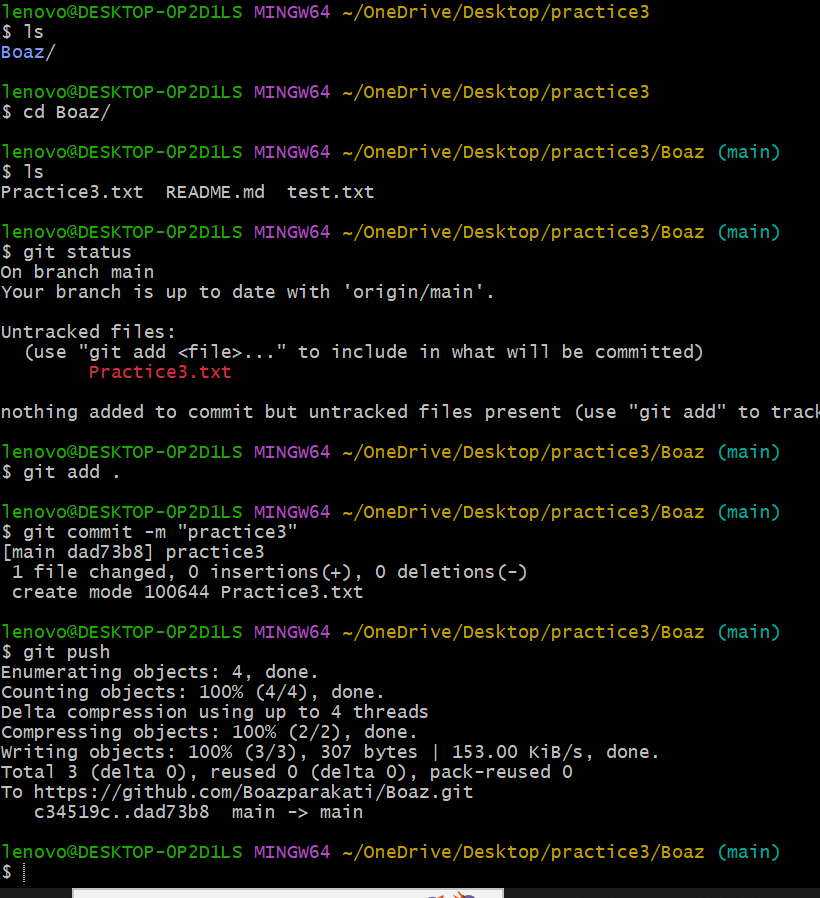 lenovo@DESKTOP-OP2D1LS MINGW64 ~/OneDrive/Desktop/practice3
$ ls
Boaz/
lenovo@DESKTOP-OP2D1LS MINGW64 ~/OneDrive/Desktop/practice3
$ cd Boaz/
lenovo@DESKTOP-OP2D1LS MINGW64 ~/OneDrive/Desktop/practice3/Boaz (main)
$ ls
Practice3.txt  README.md  test.txt
lenovo@DESKTOP-OP2D1LS MINGW64 ~/OneDrive/Desktop/practice3/Boaz (main)
$ git status
On branch main
Your branch is up to date with 'origin/main'.
Untracked files:
  (use "git add <file>..." to include in what will be committed)
        Practice3.txt
nothing added to commit but untracked files present (use "git add" to track
lenovo@DESKTOP-OP2D1LS MINGW64 ~/OneDrive/Desktop/practice3/Boaz (main)
$ git add .
lenovo@DESKTOP-OP2D1LS MINGW64 ~/OneDrive/Desktop/practice3/Boaz (main)
$ git commit -m "practice3"
[main dad73b8] practice3
 1 file changed, 0 insertions(+), 0 deletions(-)
 create mode 100644 Practice3.txt
lenovo@DESKTOP-OP2D1LS MINGW64 ~/OneDrive/Desktop/practice3/Boaz (main)
$ git push
Enumerating objects: 4, done.
Counting objects: 100% (4/4), done.
Delta compression using up to 4 threads
Compressing objects: 100% (2/2), done.
Writing objects: 100% (3/3), 307 bytes | 153.00 KiB/s, done.
Total 3 (delta 0), reused 0 (delta 0), pack-reused 0
To https://github.com/Boazparakati/Boaz.git
   c34519c..dad73b8  main -> main
lenovo@DESKTOP-OP2D1LS MINGW64 ~/OneDrive/Desktop/practice3/Boaz (main)
$